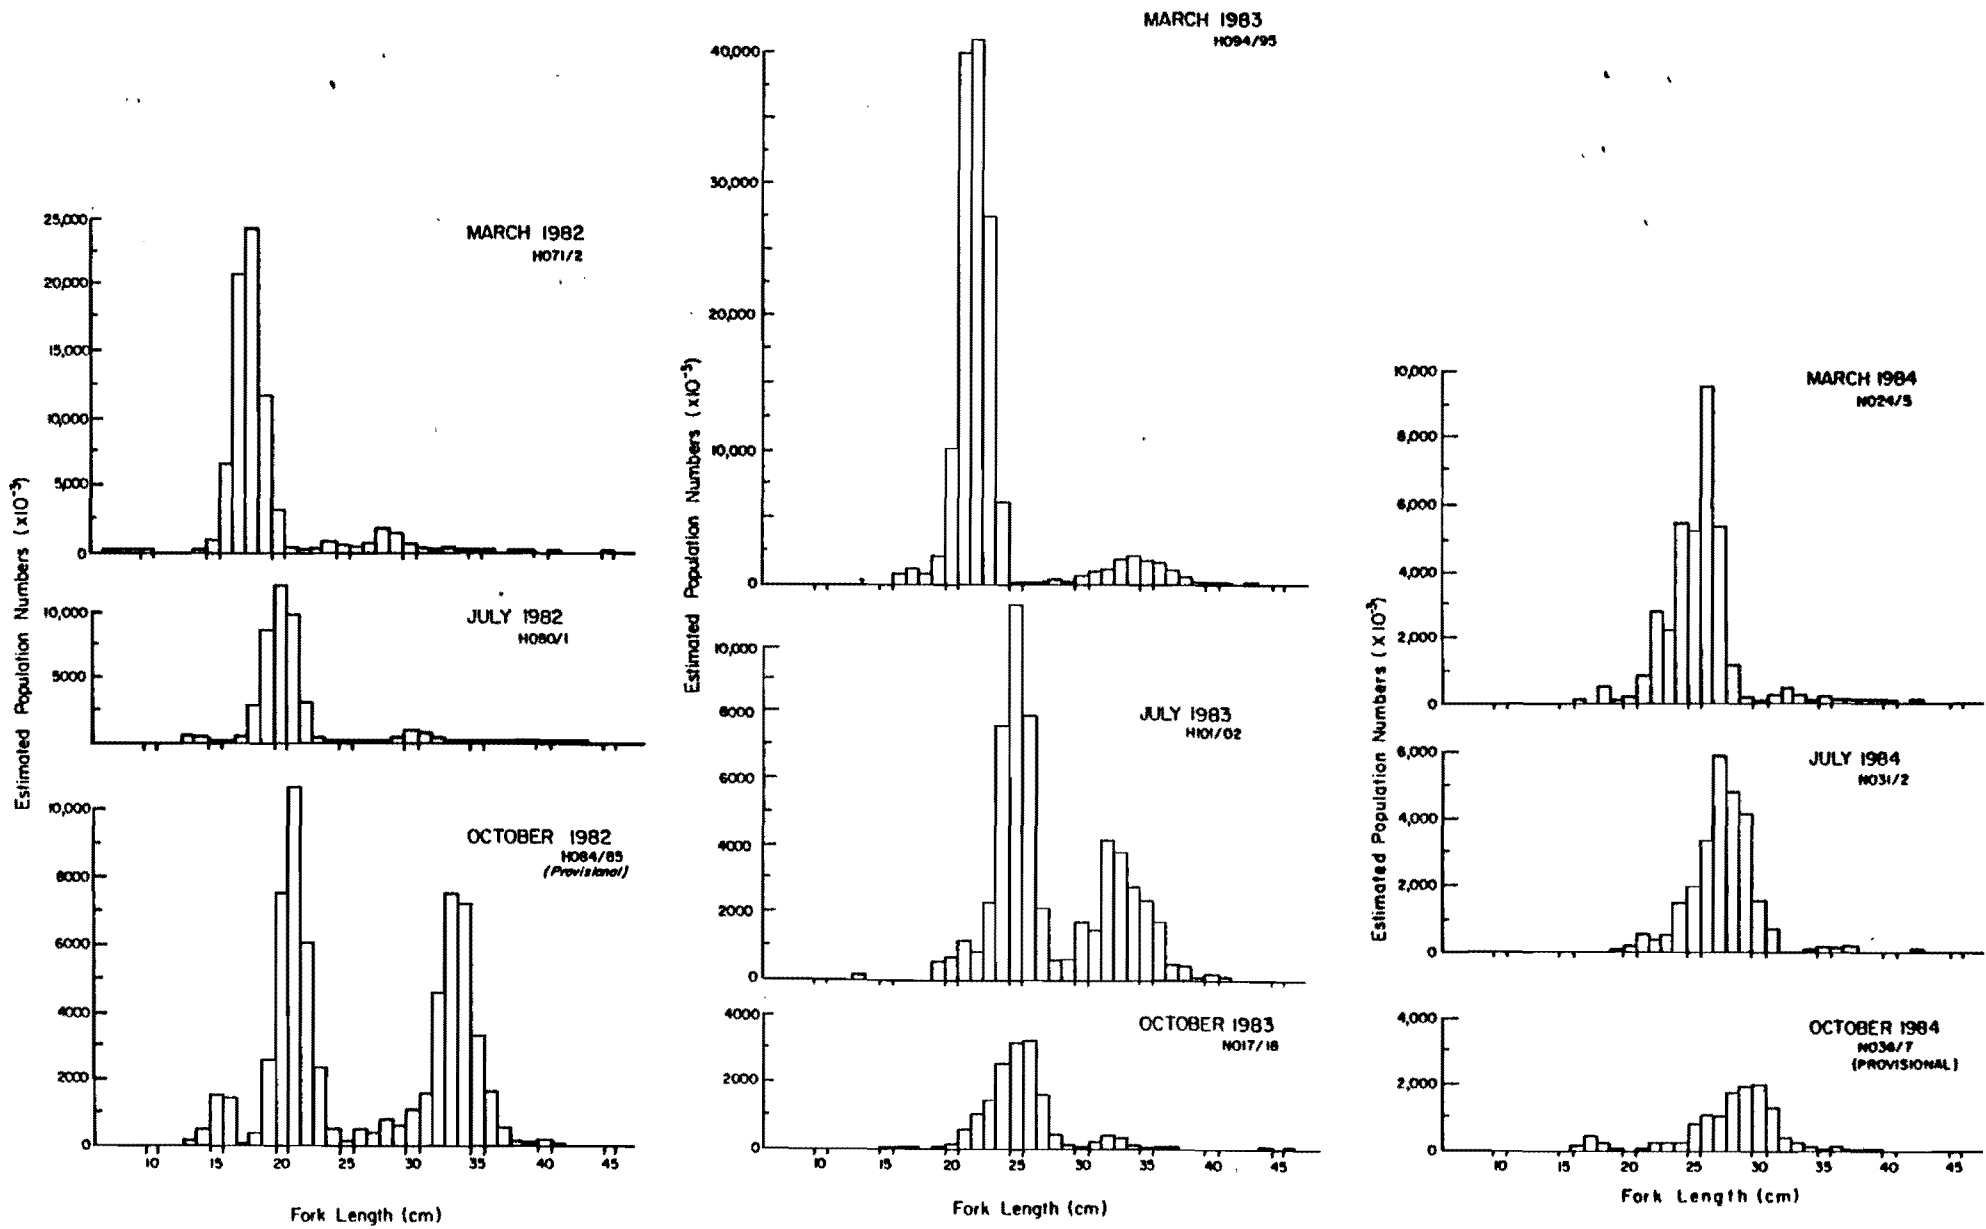 MARCH 1982
H071/2
25,000
20,000
15,000
10,000
5,000
0
JULY 1982
H080/1
10,000
5000
0
OCTOBER 1982
H084/85
(Provisional)
10,000
8000
6000
4000
2000
0
10 15 20 25 30 35 40 45
Fork Length (cm)
Estimated Population Numbers (x10⁻³)
MARCH 1983
H094/95
40,000
30,000
20,000
10,000
0
JULY 1983
H101/02
10,000
8000
6000
4000
2000
0
OCTOBER 1983
N017/18
4000
2000
0
10 15 20 25 30 35 40 45
Fork Length (cm)
Estimated Population Numbers (x10⁻³)
MARCH 1984
N024/5
10,000
8,000
6,000
4,000
2,000
0
JULY 1984
N031/2
6,000
4,000
2,000
0
OCTOBER 1984
N036/7
(PROVISIONAL)
4,000
2,000
0
10 15 20 25 30 35 40 45
Fork Length (cm)
Estimated Population Numbers (x10⁻³)